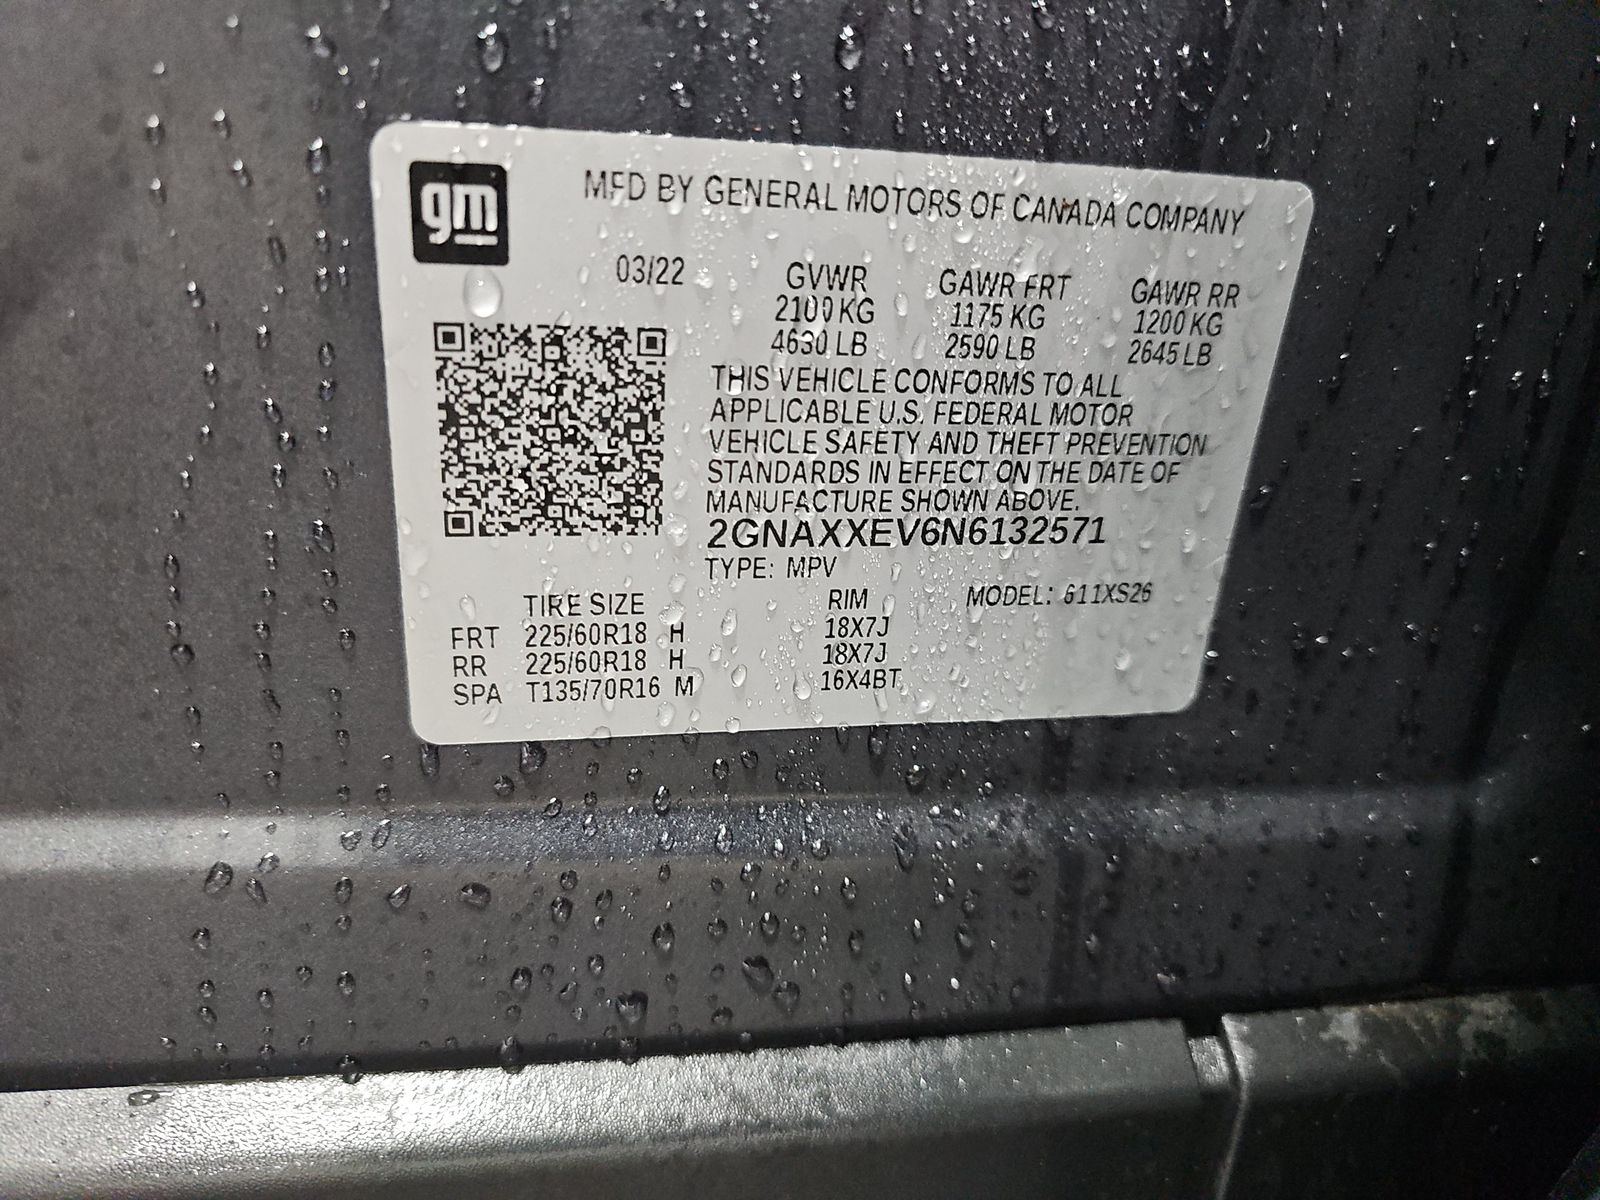 gm
MFD BY GENERAL MOTORS OF CANADA COMPANY
03/22
GVWR GAWR FRT GAWR RR
2100 KG 1175 KG 1200 KG
4630 LB 2590 LB 2645 LB
THIS VEHICLE CONFORMS TO ALL
APPLICABLE U.S. FEDERAL MOTOR
VEHICLE SAFETY AND THEFT PREVENTION
STANDARDS IN EFFECT ON THE DATE OF
MANUFACTURE SHOWN ABOVE.
2GNAXXEV6N6132571
TYPE: MPV
MODEL: 611XS26
TIRE SIZE RIM
FRT 225/60R18 H 18X7J
RR 225/60R18 H 18X7J
SPA T135/70R16 M 16X4BT